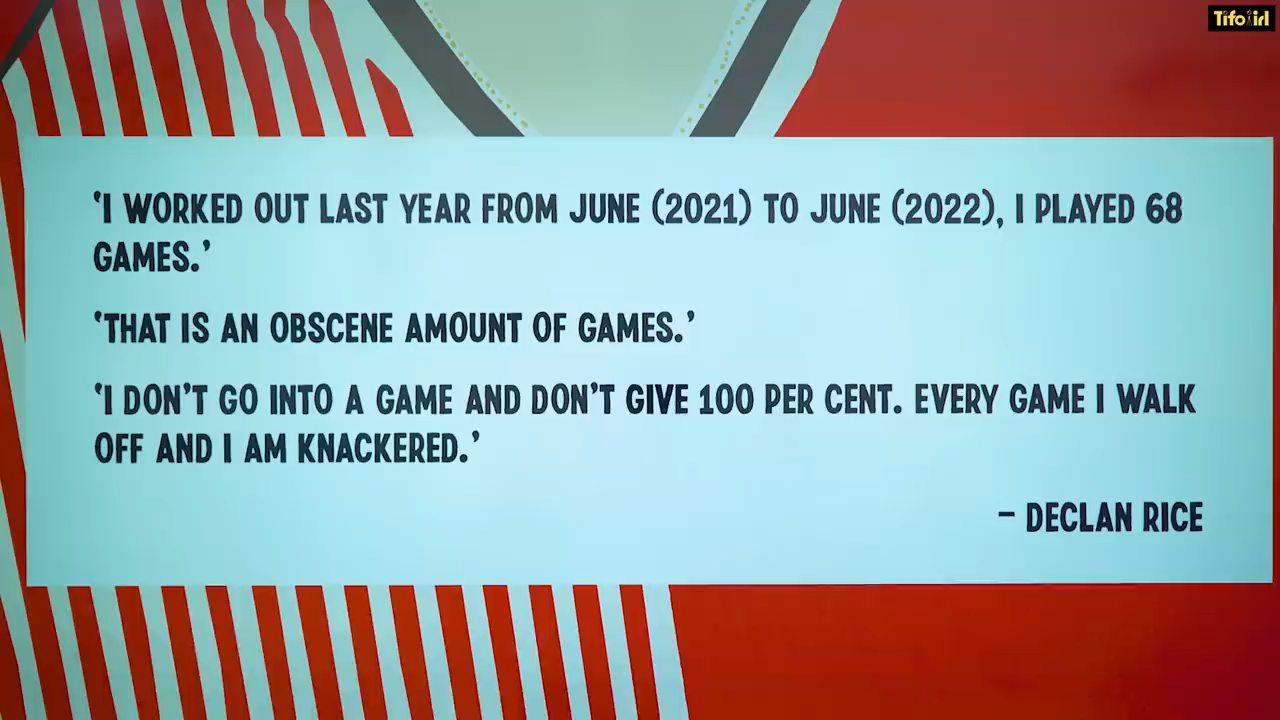 Tifo irl
‘I WORKED OUT LAST YEAR FROM JUNE (2021) TO JUNE (2022), I PLAYED 68
GAMES.’
‘THAT IS AN OBSCENE AMOUNT OF GAMES.’
‘I DON’T GO INTO A GAME AND DON’T GIVE 100 PER CENT. EVERY GAME I WALK
OFF AND I AM KNACKERED.’
– DECLAN RICE